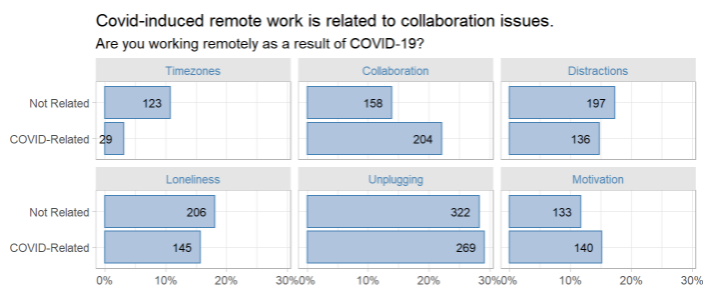 Covid-induced remote work is related to collaboration issues.
Are you working remotely as a result of COVID-19?
Timezones Collaboration Distractions
Not Related 123 158 197
COVID-Related 29 204 136
Loneliness Unplugging Motivation
Not Related 206 322 133
COVID-Related 145 269 140
0% 10% 20% 30%0% 10% 20% 30%0% 10% 20% 30%